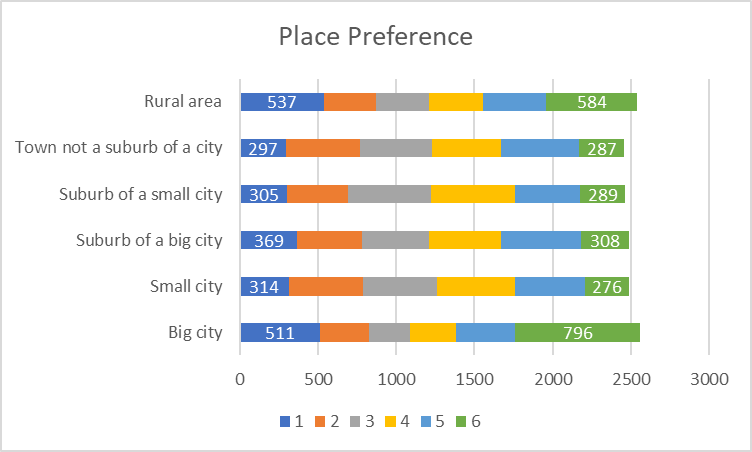 Place Preference
Rural area 537 584
Town not a suburb of a city 297 287
Suburb of a small city 305 289
Suburb of a big city 369 308
Small city 314 276
Big city 511 796
0 500 1000 1500 2000 2500 3000
1 2 3 4 5 6